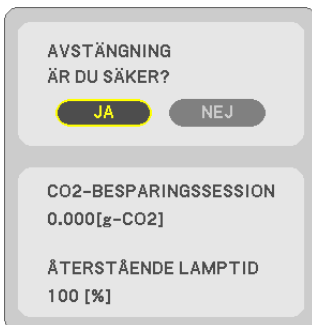 AVSTÄNGNING
ÄR DU SÄKER?
JA NEJ
CO2-BESPARINGSSESSION
0.000[g-CO2]
ÅTERSTÅENDE LAMPTID
100 [%]